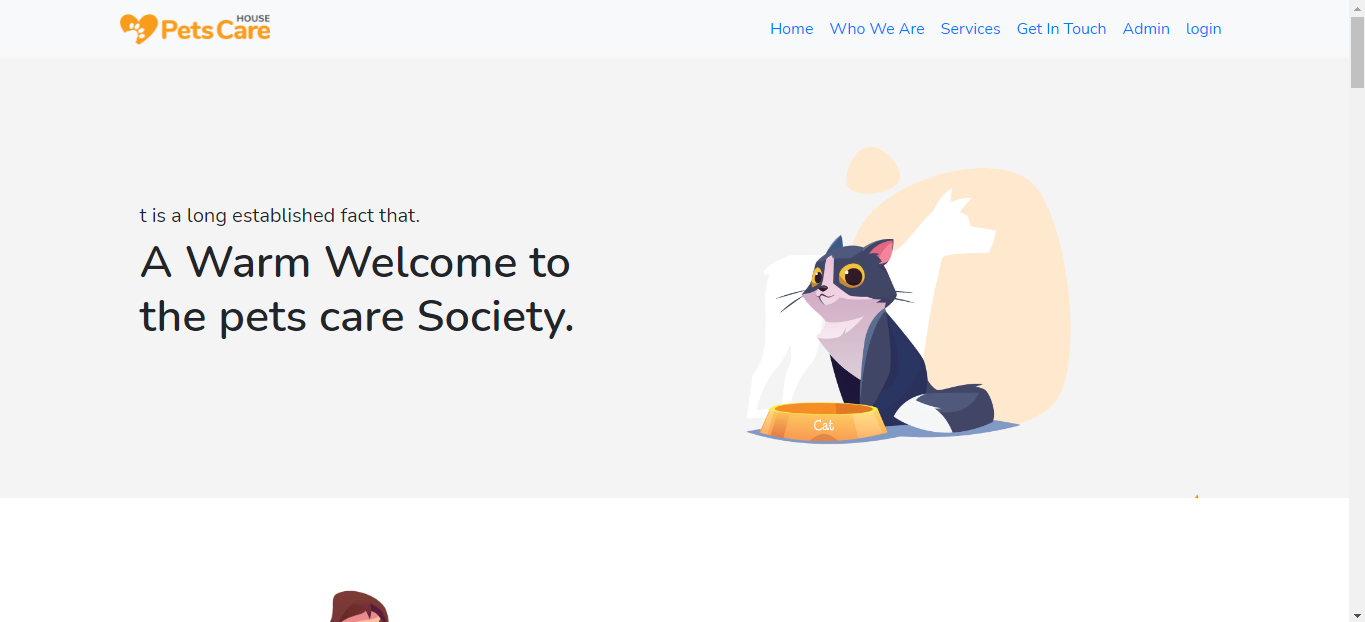 HOUSE
Pets Care
Home Who We Are Services Get In Touch Admin login
t is a long established fact that.
A Warm Welcome to
the pets care Society.
Cat